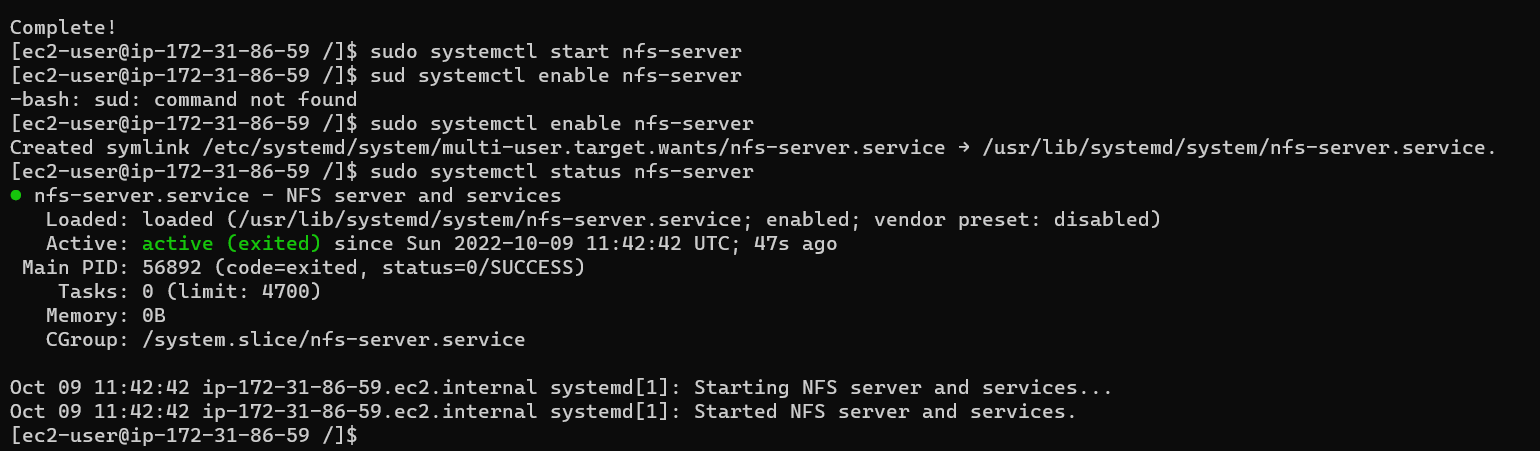 Complete!
[ec2-user@ip-172-31-86-59 /]$ sudo systemctl start nfs-server
[ec2-user@ip-172-31-86-59 /]$ sud systemctl enable nfs-server
-bash: sud: command not found
[ec2-user@ip-172-31-86-59 /]$ sudo systemctl enable nfs-server
Created symlink /etc/systemd/system/multi-user.target.wants/nfs-server.service → /usr/lib/systemd/system/nfs-server.service.
[ec2-user@ip-172-31-86-59 /]$ sudo systemctl status nfs-server
● nfs-server.service - NFS server and services
   Loaded: loaded (/usr/lib/systemd/system/nfs-server.service; enabled; vendor preset: disabled)
   Active: active (exited) since Sun 2022-10-09 11:42:42 UTC; 47s ago
 Main PID: 56892 (code=exited, status=0/SUCCESS)
    Tasks: 0 (limit: 4700)
   Memory: 0B
   CGroup: /system.slice/nfs-server.service
Oct 09 11:42:42 ip-172-31-86-59.ec2.internal systemd[1]: Starting NFS server and services...
Oct 09 11:42:42 ip-172-31-86-59.ec2.internal systemd[1]: Started NFS server and services.
[ec2-user@ip-172-31-86-59 /]$